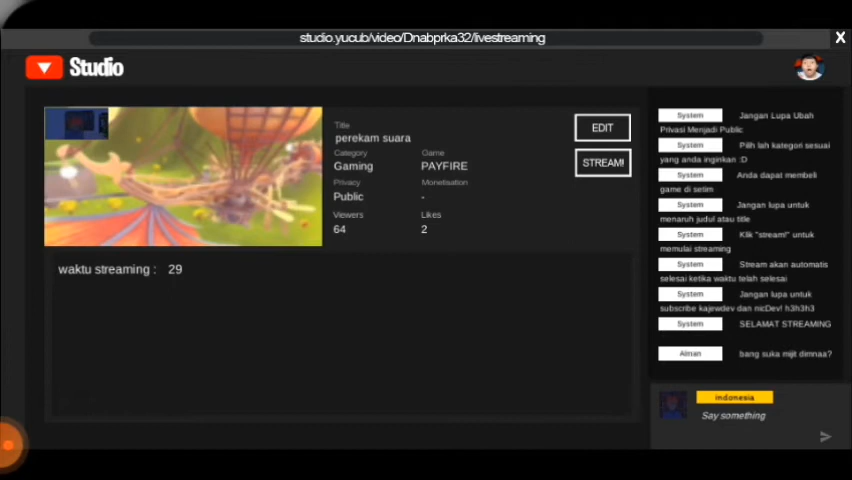 studio.yucub/video/Dnabprka32/livestreaming
X
Studio
Title
perekam suara
Category
Game
Gaming
PAYFIRE
Privacy
Monetisation
Public
-
Viewers
Likes
64
2
EDIT
STREAM!
waktu streaming : 29
System Jangan Lupa Ubah
Privasi Menjadi Public
System Pilih lah kategori sesuai
yang anda inginkan :D
System Anda dapat membeli
game di setim
System Jangan lupa untuk
menaruh judul atau title
System Klik "stream!" untuk
memulai streaming
System Stream akan automatis
selesai ketika waktu telah selesai
System Jangan lupa untuk
subscribe kajewdev dan nicDev! h3h3h3
System SELAMAT STREAMING
Alman bang suka mijit dimnaa?
indonesia
Say something